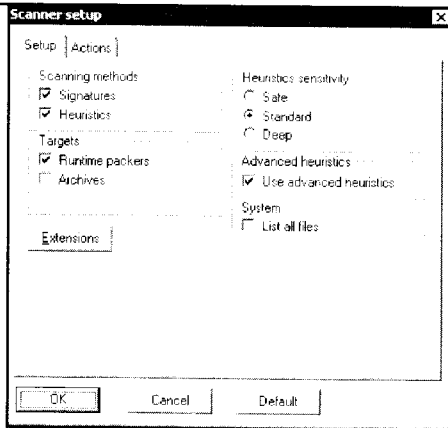 Scanner setup
Setup
Actions
Scanning methods
Signatures
Heuristics
Targets
Runtime packers
Archives
Extensions
Heuristics sensitivity
Safe
Standard
Deep
Advanced heuristics
Use advanced heuristics
System
List all files
OK
Cancel
Default